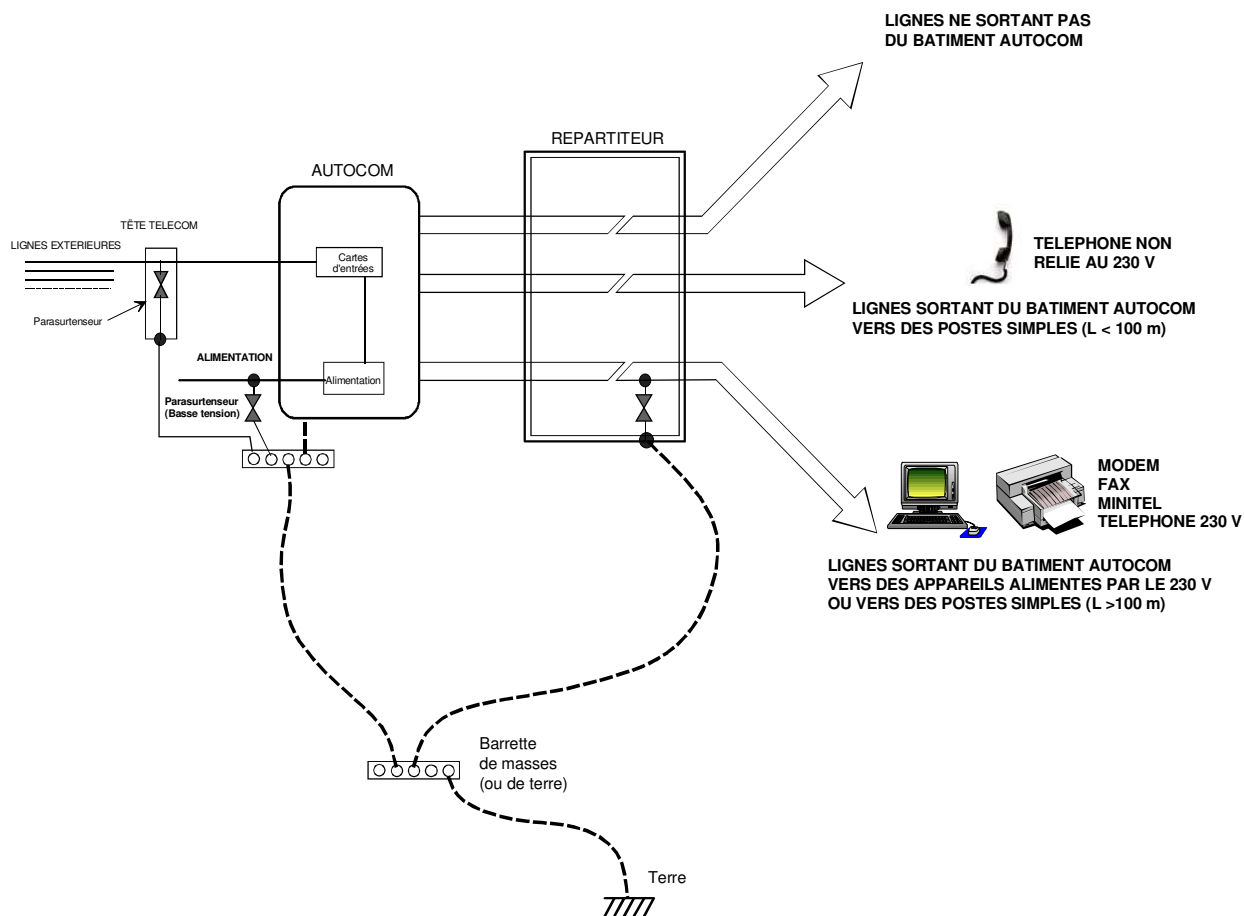 LIGNES NE SORTANT PAS
DU BATIMENT AUTOCOM
REPARTITEUR
AUTOCOM
TÊTE TELECOM
LIGNES EXTERIEURES
Cartes
d'entrées
TELEPHONE NON
RELIE AU 230 V
LIGNES SORTANT DU BATIMENT AUTOCOM
VERS DES POSTES SIMPLES (L < 100 m)
Parasurtenseur
ALIMENTATION
Alimentation
Parasurtenseur
(Basse tension)
MODEM
FAX
MINITEL
TELEPHONE 230 V
LIGNES SORTANT DU BATIMENT AUTOCOM
VERS DES APPAREILS ALIMENTES PAR LE 230 V
OU VERS DES POSTES SIMPLES (L >100 m)
Barrette
de masses
(ou de terre)
Terre